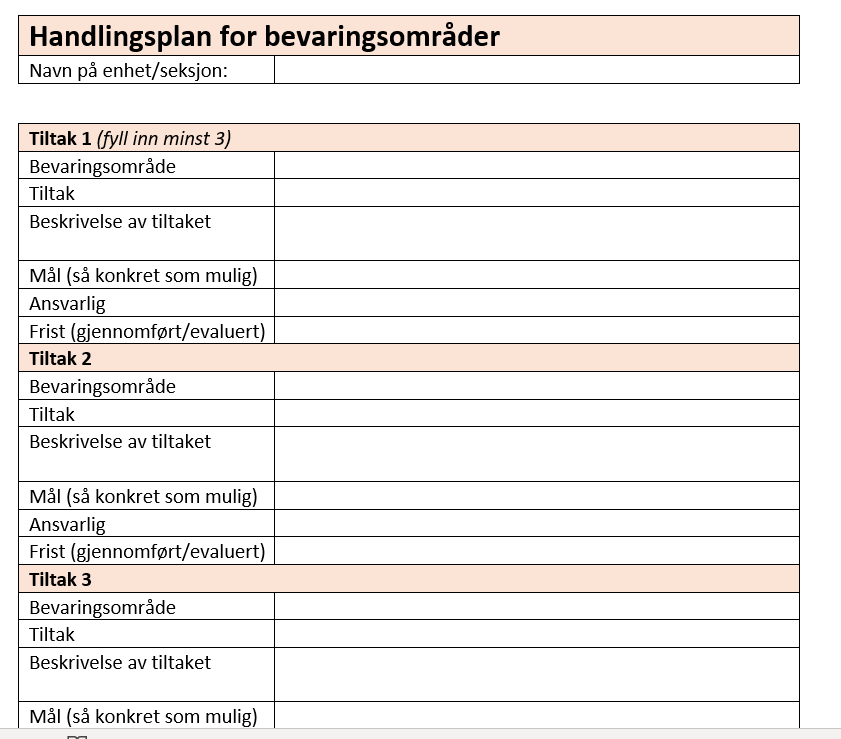 Handlingsplan for bevaringsområder
Navn på enhet/seksjon:
Tiltak 1 (fyll inn minst 3)
Bevaringsområde
Tiltak
Beskrivelse av tiltaket
Mål (så konkret som mulig)
Ansvarlig
Frist (gjennomført/evaluert)
Tiltak 2
Bevaringsområde
Tiltak
Beskrivelse av tiltaket
Mål (så konkret som mulig)
Ansvarlig
Frist (gjennomført/evaluert)
Tiltak 3
Bevaringsområde
Tiltak
Beskrivelse av tiltaket
Mål (så konkret som mulig)